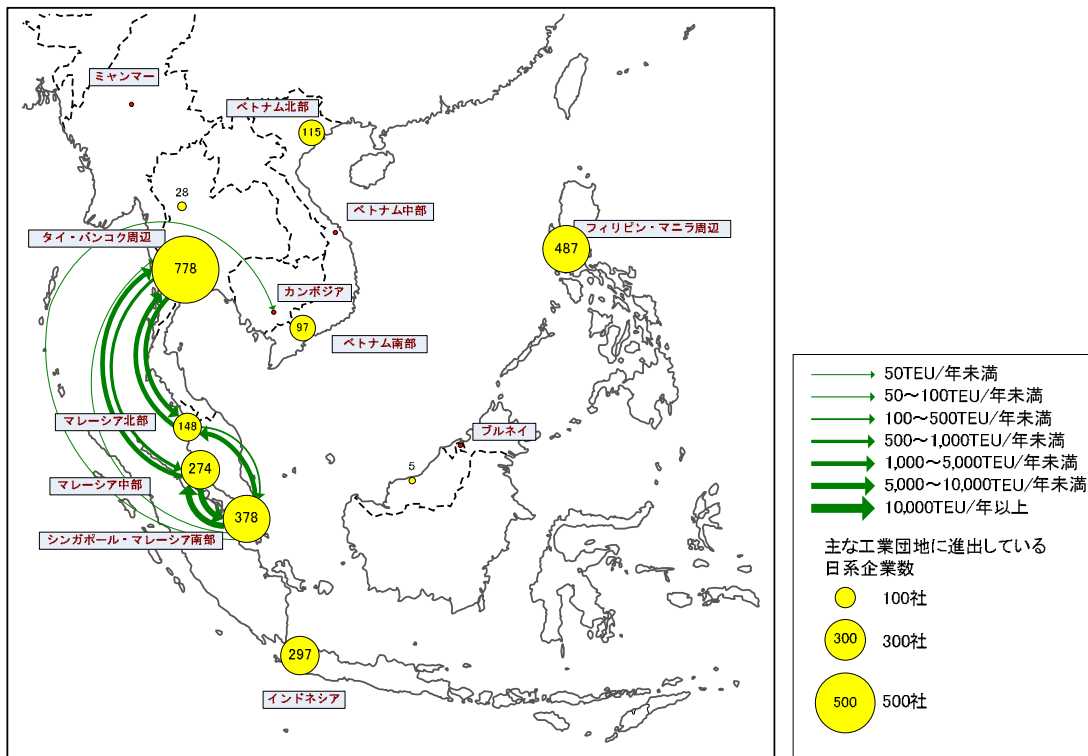 ミャンマー
ベトナム北部
115
28
ベトナム中部
タイ・バンコク周辺
フィリピン・マニラ周辺
487
778
カンボジア
97
ベトナム南部
マレーシア北部
148
ブルネイ
274
5
マレーシア中部
378
シンガポール・マレーシア南部
297
インドネシア
50TEU/年未満
50～100TEU/年未満
100～500TEU/年未満
500～1,000TEU/年未満
1,000～5,000TEU/年未満
5,000～10,000TEU/年未満
10,000TEU/年以上
主な工業団地に進出している
日系企業数
100社
300
300社
500
500社